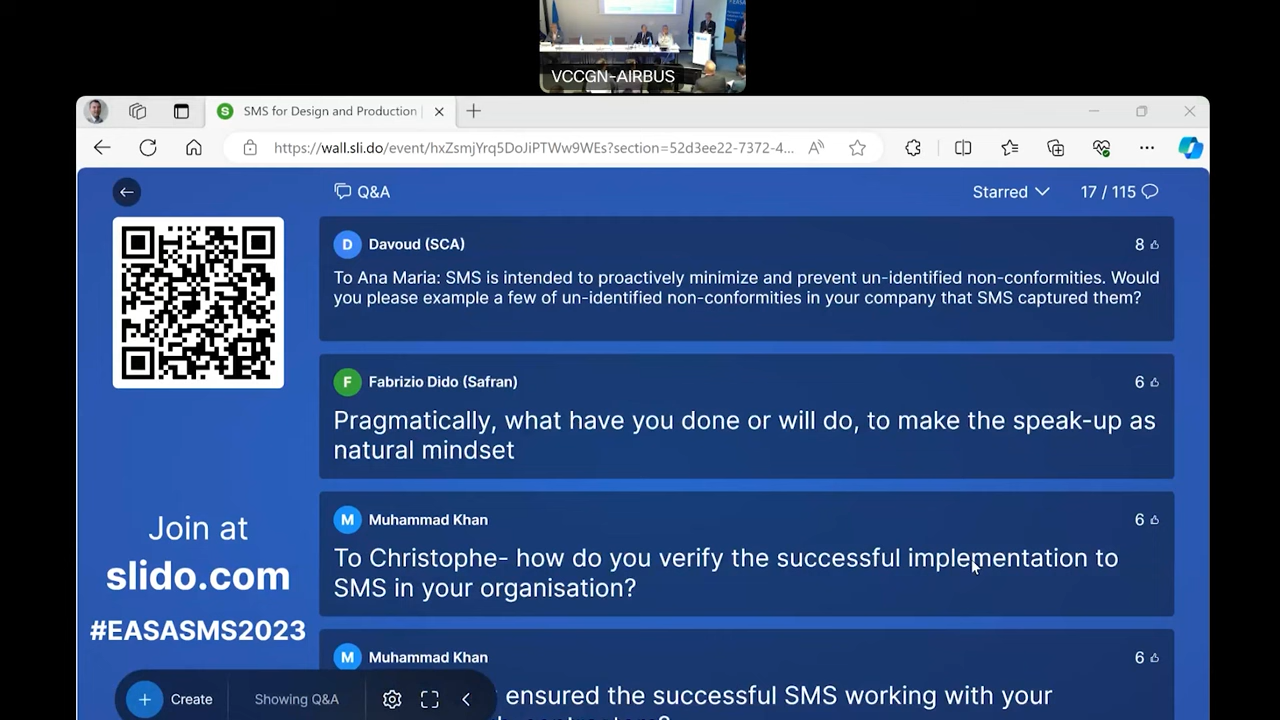 VCCGN-AIRBUS
SMS for Design and Production |
https://wall.sli.do/event/hxZsmjYrq5DoJiPTWw9WEs?section=52d3ee22-7372-4...
Q&A
Starred
17 / 115
D
Davoud (SCA)
8
To Ana Maria: SMS is intended to proactively minimize and prevent un-identified non-conformities. Would
you please example a few of un-identified non-conformities in your company that SMS captured them?
F
Fabrizio Dido (Safran)
6
Pragmatically, what have you done or will do, to make the speak-up as
natural mindset
M
Muhammad Khan
6
To Christophe- how do you verify the successful implementation to
SMS in your organisation?
M
Muhammad Khan
6
ensured the successful SMS working with your
Join at
slido.com
#EASASMS2023
Create
Showing Q&A